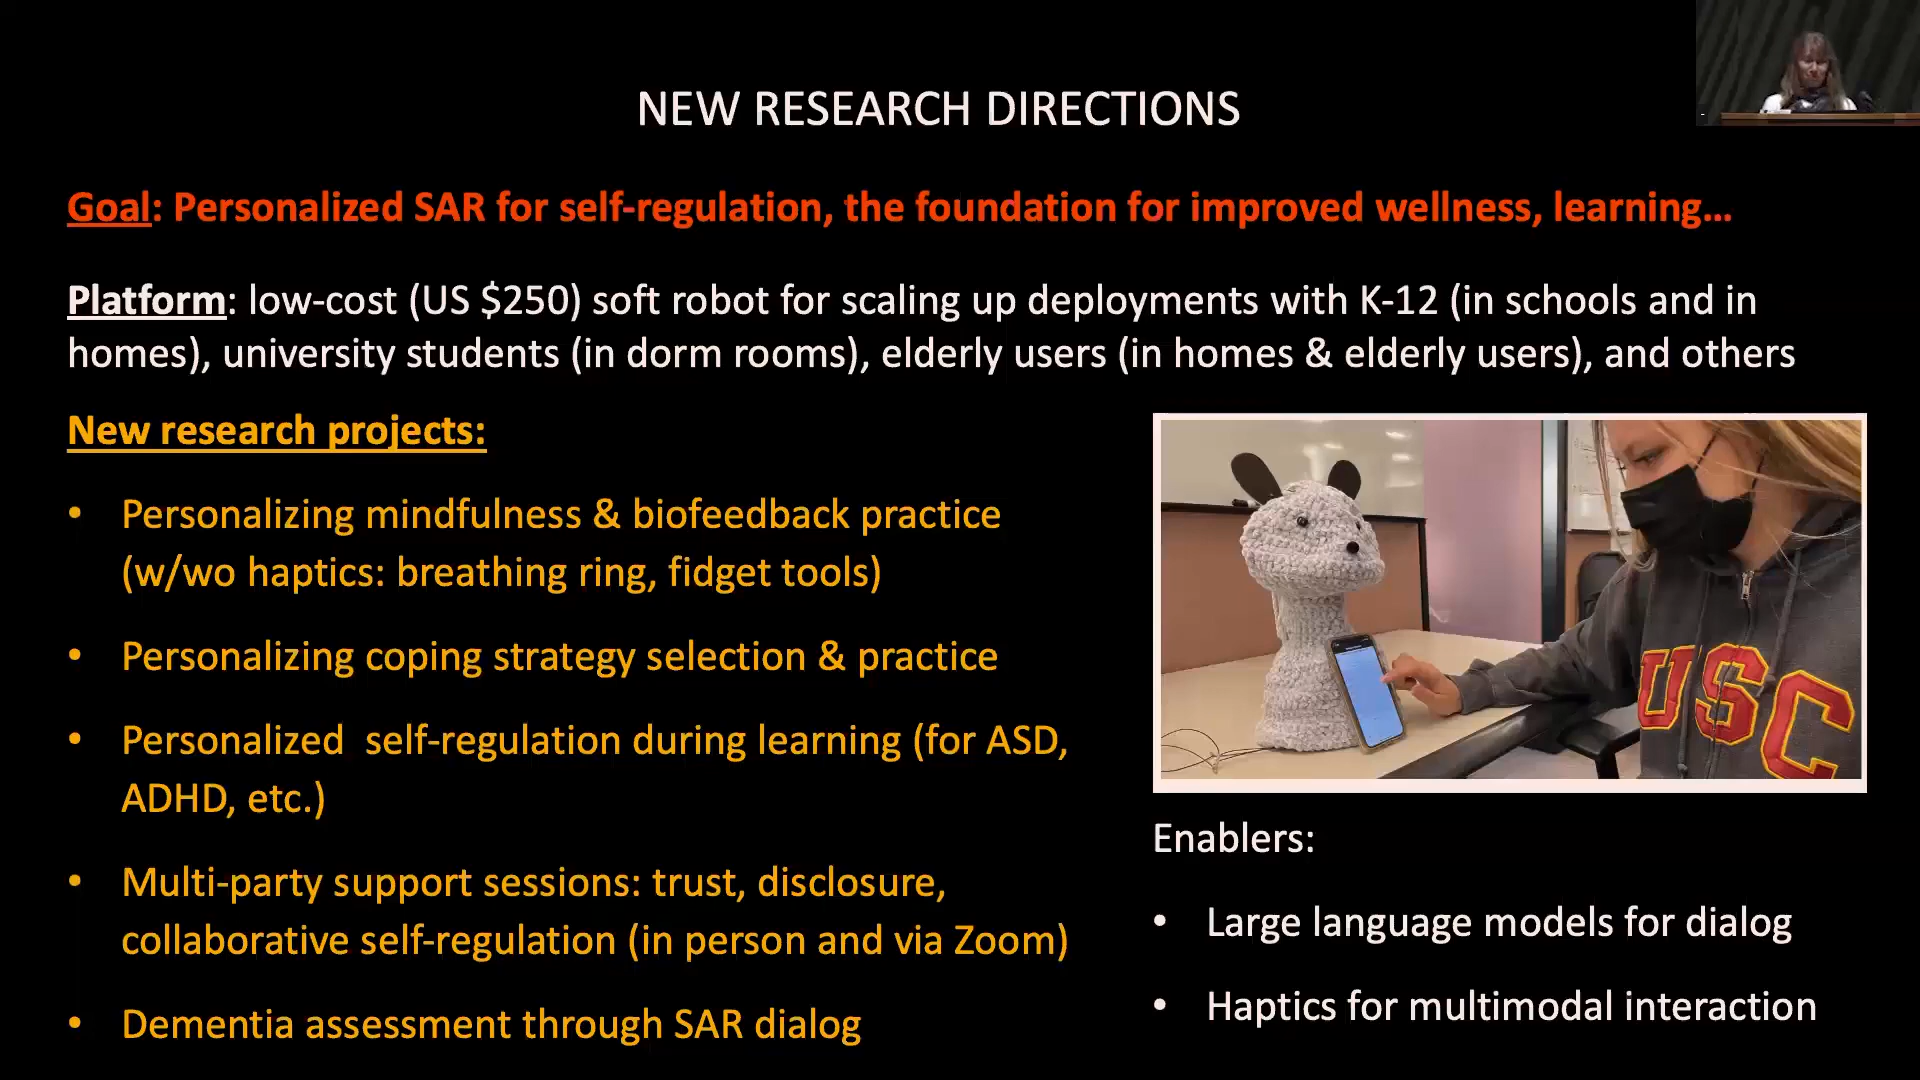 NEW RESEARCH DIRECTIONS
Goal: Personalized SAR for self-regulation, the foundation for improved wellness, learning…
Platform: low-cost (US $250) soft robot for scaling up deployments with K-12 (in schools and in
homes), university students (in dorm rooms), elderly users (in homes & elderly users), and others
New research projects:
• Personalizing mindfulness & biofeedback practice
(w/wo haptics: breathing ring, fidget tools)
• Personalizing coping strategy selection & practice
• Personalized  self-regulation during learning (for ASD,
ADHD, etc.)
• Multi-party support sessions: trust, disclosure,
collaborative self-regulation (in person and via Zoom)
• Dementia assessment through SAR dialog
USC
Enablers:
• Large language models for dialog
• Haptics for multimodal interaction